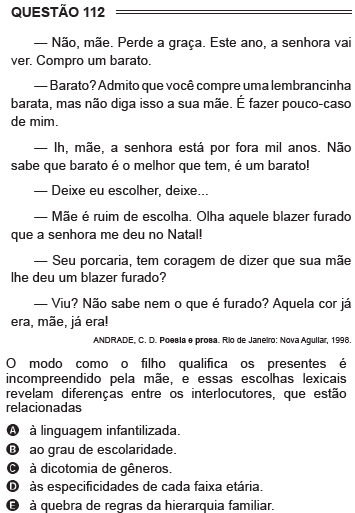 QUESTÃO 112
— Não, mãe. Perde a graça. Este ano, a senhora vai
ver. Compro um barato.
— Barato? Admito que você compre uma lembrancinha
barata, mas não diga isso a sua mãe. É fazer pouco-caso
de mim.
— Ih, mãe, a senhora está por fora mil anos. Não
sabe que barato é o melhor que tem, é um barato!
— Deixe eu escolher, deixe...
— Mãe é ruim de escolha. Olha aquele blazer furado
que a senhora me deu no Natal!
— Seu porcaria, tem coragem de dizer que sua mãe
lhe deu um blazer furado?
— Viu? Não sabe nem o que é furado? Aquela cor já
era, mãe, já era!
ANDRADE, C. D. Poesia e prosa. Rio de Janeiro: Nova Aguilar, 1998.
O modo como o filho qualifica os presentes é
incompreendido pela mãe, e essas escolhas lexicais
revelam diferenças entre os interlocutores, que estão
relacionadas
A à linguagem infantilizada.
B ao grau de escolaridade.
C à dicotomia de gêneros.
D às especificidades de cada faixa etária.
E à quebra de regras da hierarquia familiar.